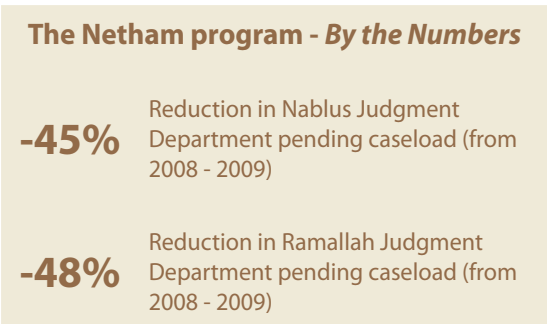 The Netham program - By the Numbers
-45%
Reduction in Nablus Judgment
Department pending caseload (from
2008 - 2009)
-48%
Reduction in Ramallah Judgment
Department pending caseload (from
2008 - 2009)